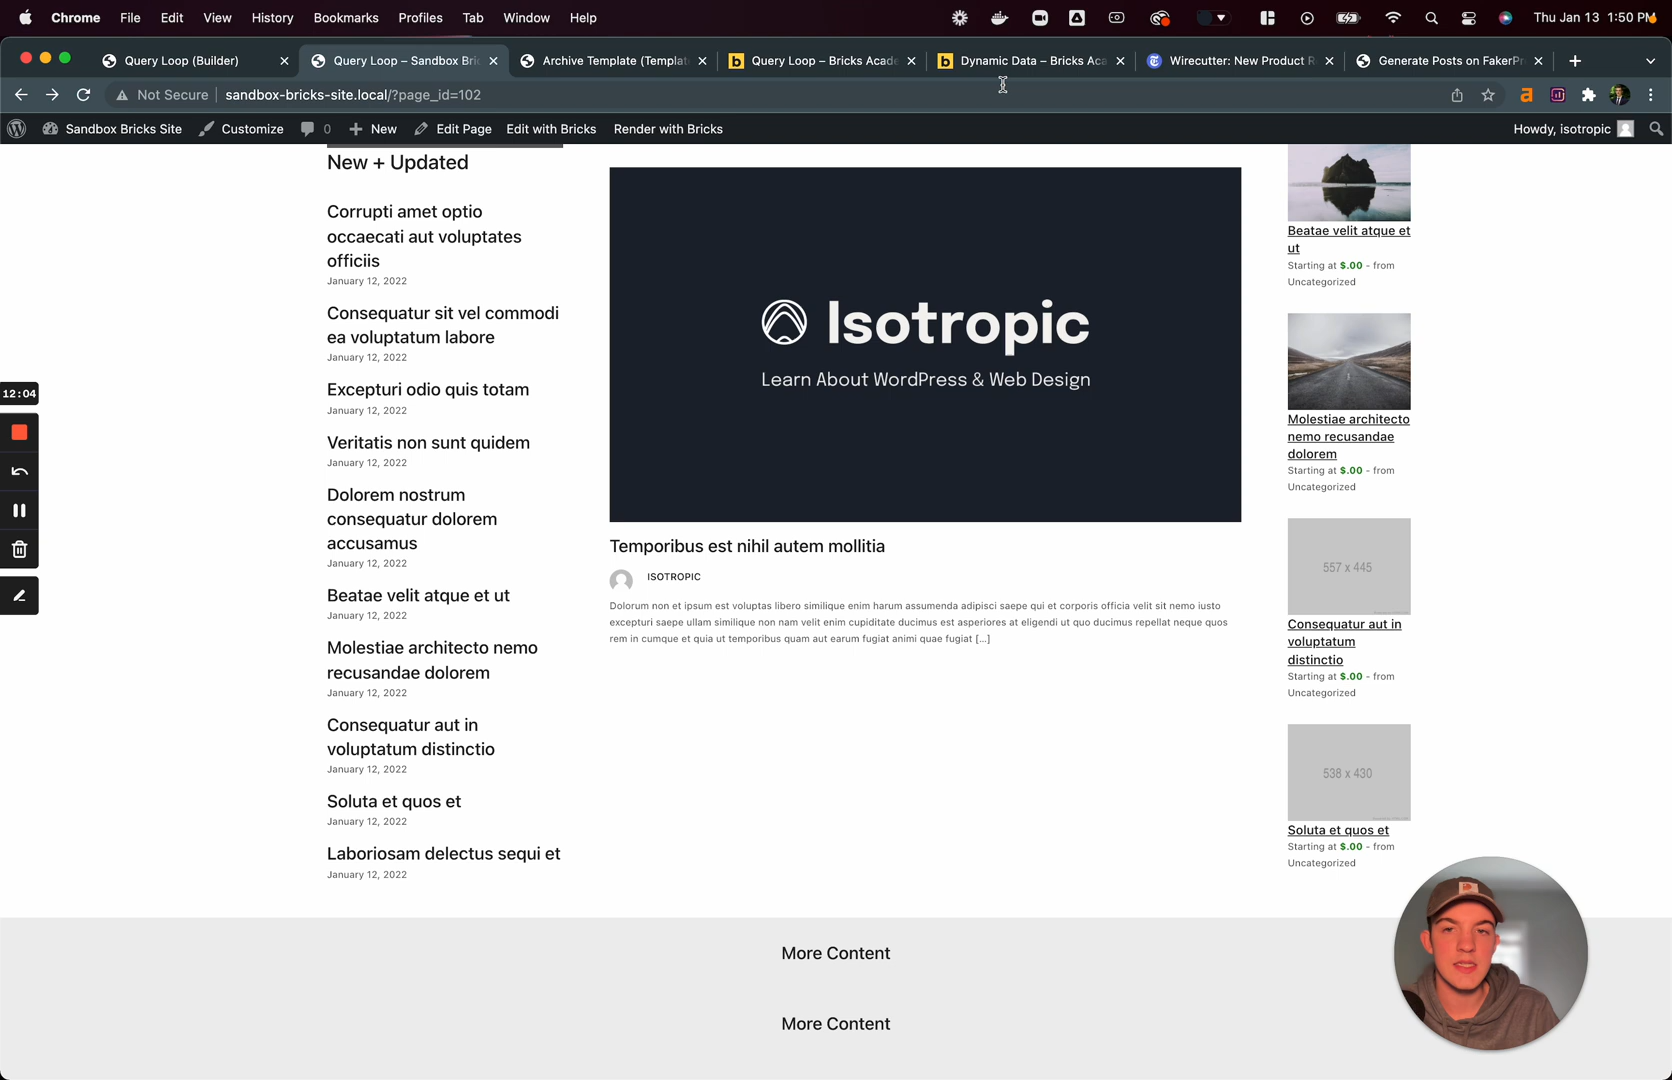 Chrome File Edit View History Bookmarks Profiles Tab Window Help Thu Jan 13 1:50 PM
Query Loop (Builder)
Query Loop – Sandbox Bri
Archive Template (Templat
Query Loop – Bricks Acade
Dynamic Data – Bricks Aca
Wirecutter: New Product R
Generate Posts on FakerPr
Not Secure sandbox-bricks-site.local/?page_id=102
Sandbox Bricks Site Customize 0 New Edit Page Edit with Bricks Render with Bricks Howdy, isotropic
New + Updated
Corrupti amet optio
occaecati aut voluptates
officiis
January 12, 2022
Consequatur sit vel commodi
ea voluptatum labore
January 12, 2022
Excepturi odio quis totam
January 12, 2022
Veritatis non sunt quidem
January 12, 2022
Dolorem nostrum
consequatur dolorem
accusamus
January 12, 2022
Beatae velit atque et ut
January 12, 2022
Molestiae architecto nemo
recusandae dolorem
January 12, 2022
Consequatur aut in
voluptatum distinctio
January 12, 2022
Soluta et quos et
January 12, 2022
Laboriosam delectus sequi et
January 12, 2022
12:04
Isotropic
Learn About WordPress & Web Design
Temporibus est nihil autem mollitia
ISOTROPIC
Dolorum non et ipsum est voluptas libero similique enim harum assumenda adipisci saepe qui et corporis officia velit sit nemo iusto
excepturi saepe ullam similique non nam velit enim cupiditate ducimus est asperiores at eligendi ut quo ducimus repellat neque quos
rem in cumque et quia ut temporibus quam aut earum fugiat animi quae fugiat [...]
Beatae velit atque et
ut
Starting at $.00 - from
Uncategorized
Molestiae architecto
nemo recusandae
dolorem
Starting at $.00 - from
Uncategorized
557 x 445
Consequatur aut in
voluptatum
distinctio
Starting at $.00 - from
Uncategorized
538 x 430
Soluta et quos et
Starting at $.00 - from
Uncategorized
More Content
More Content